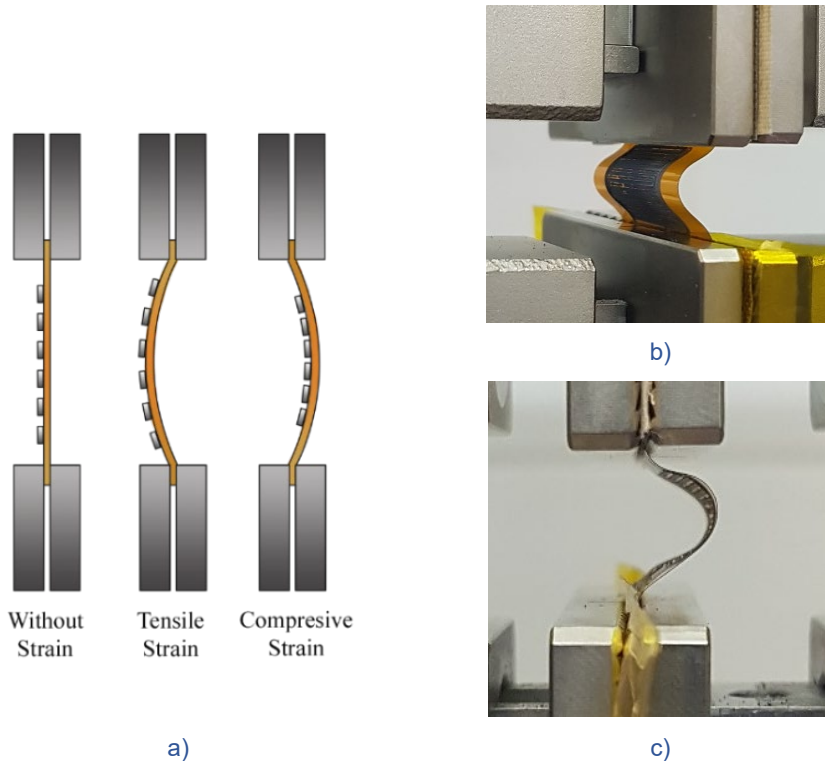 Without
Strain
Tensile
Strain
Compresive
Strain
a)
b)
c)